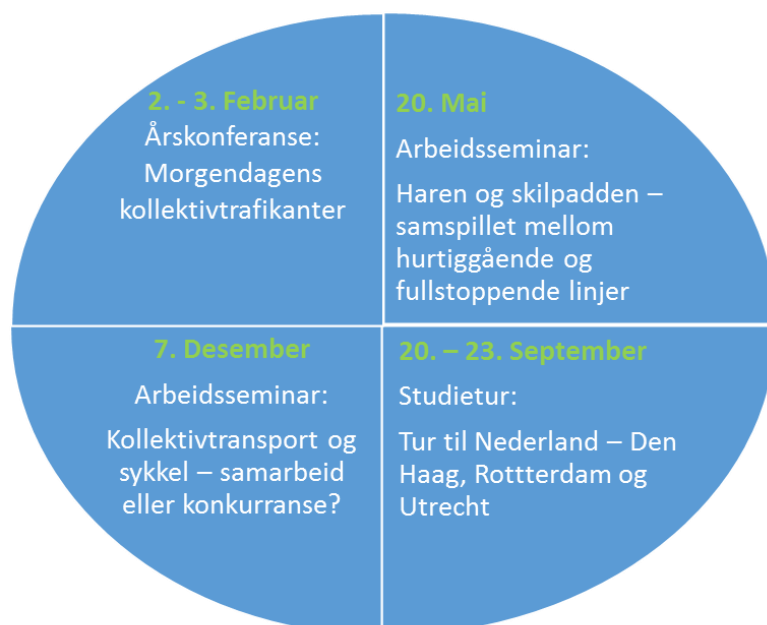 2. - 3. Februar
Årskonferanse:
Morgendagens
kollektivtrafikanter
20. Mai
Arbeidsseminar:
Haren og skilpadden –
samspillet mellom
hurtiggående og
fullstoppende linjer
7. Desember
Arbeidsseminar:
Kollektivtransport og
sykkel – samarbeid
eller konkurranse?
20. – 23. September
Studietur:
Tur til Nederland – Den
Haag, Rottterdam og
Utrecht